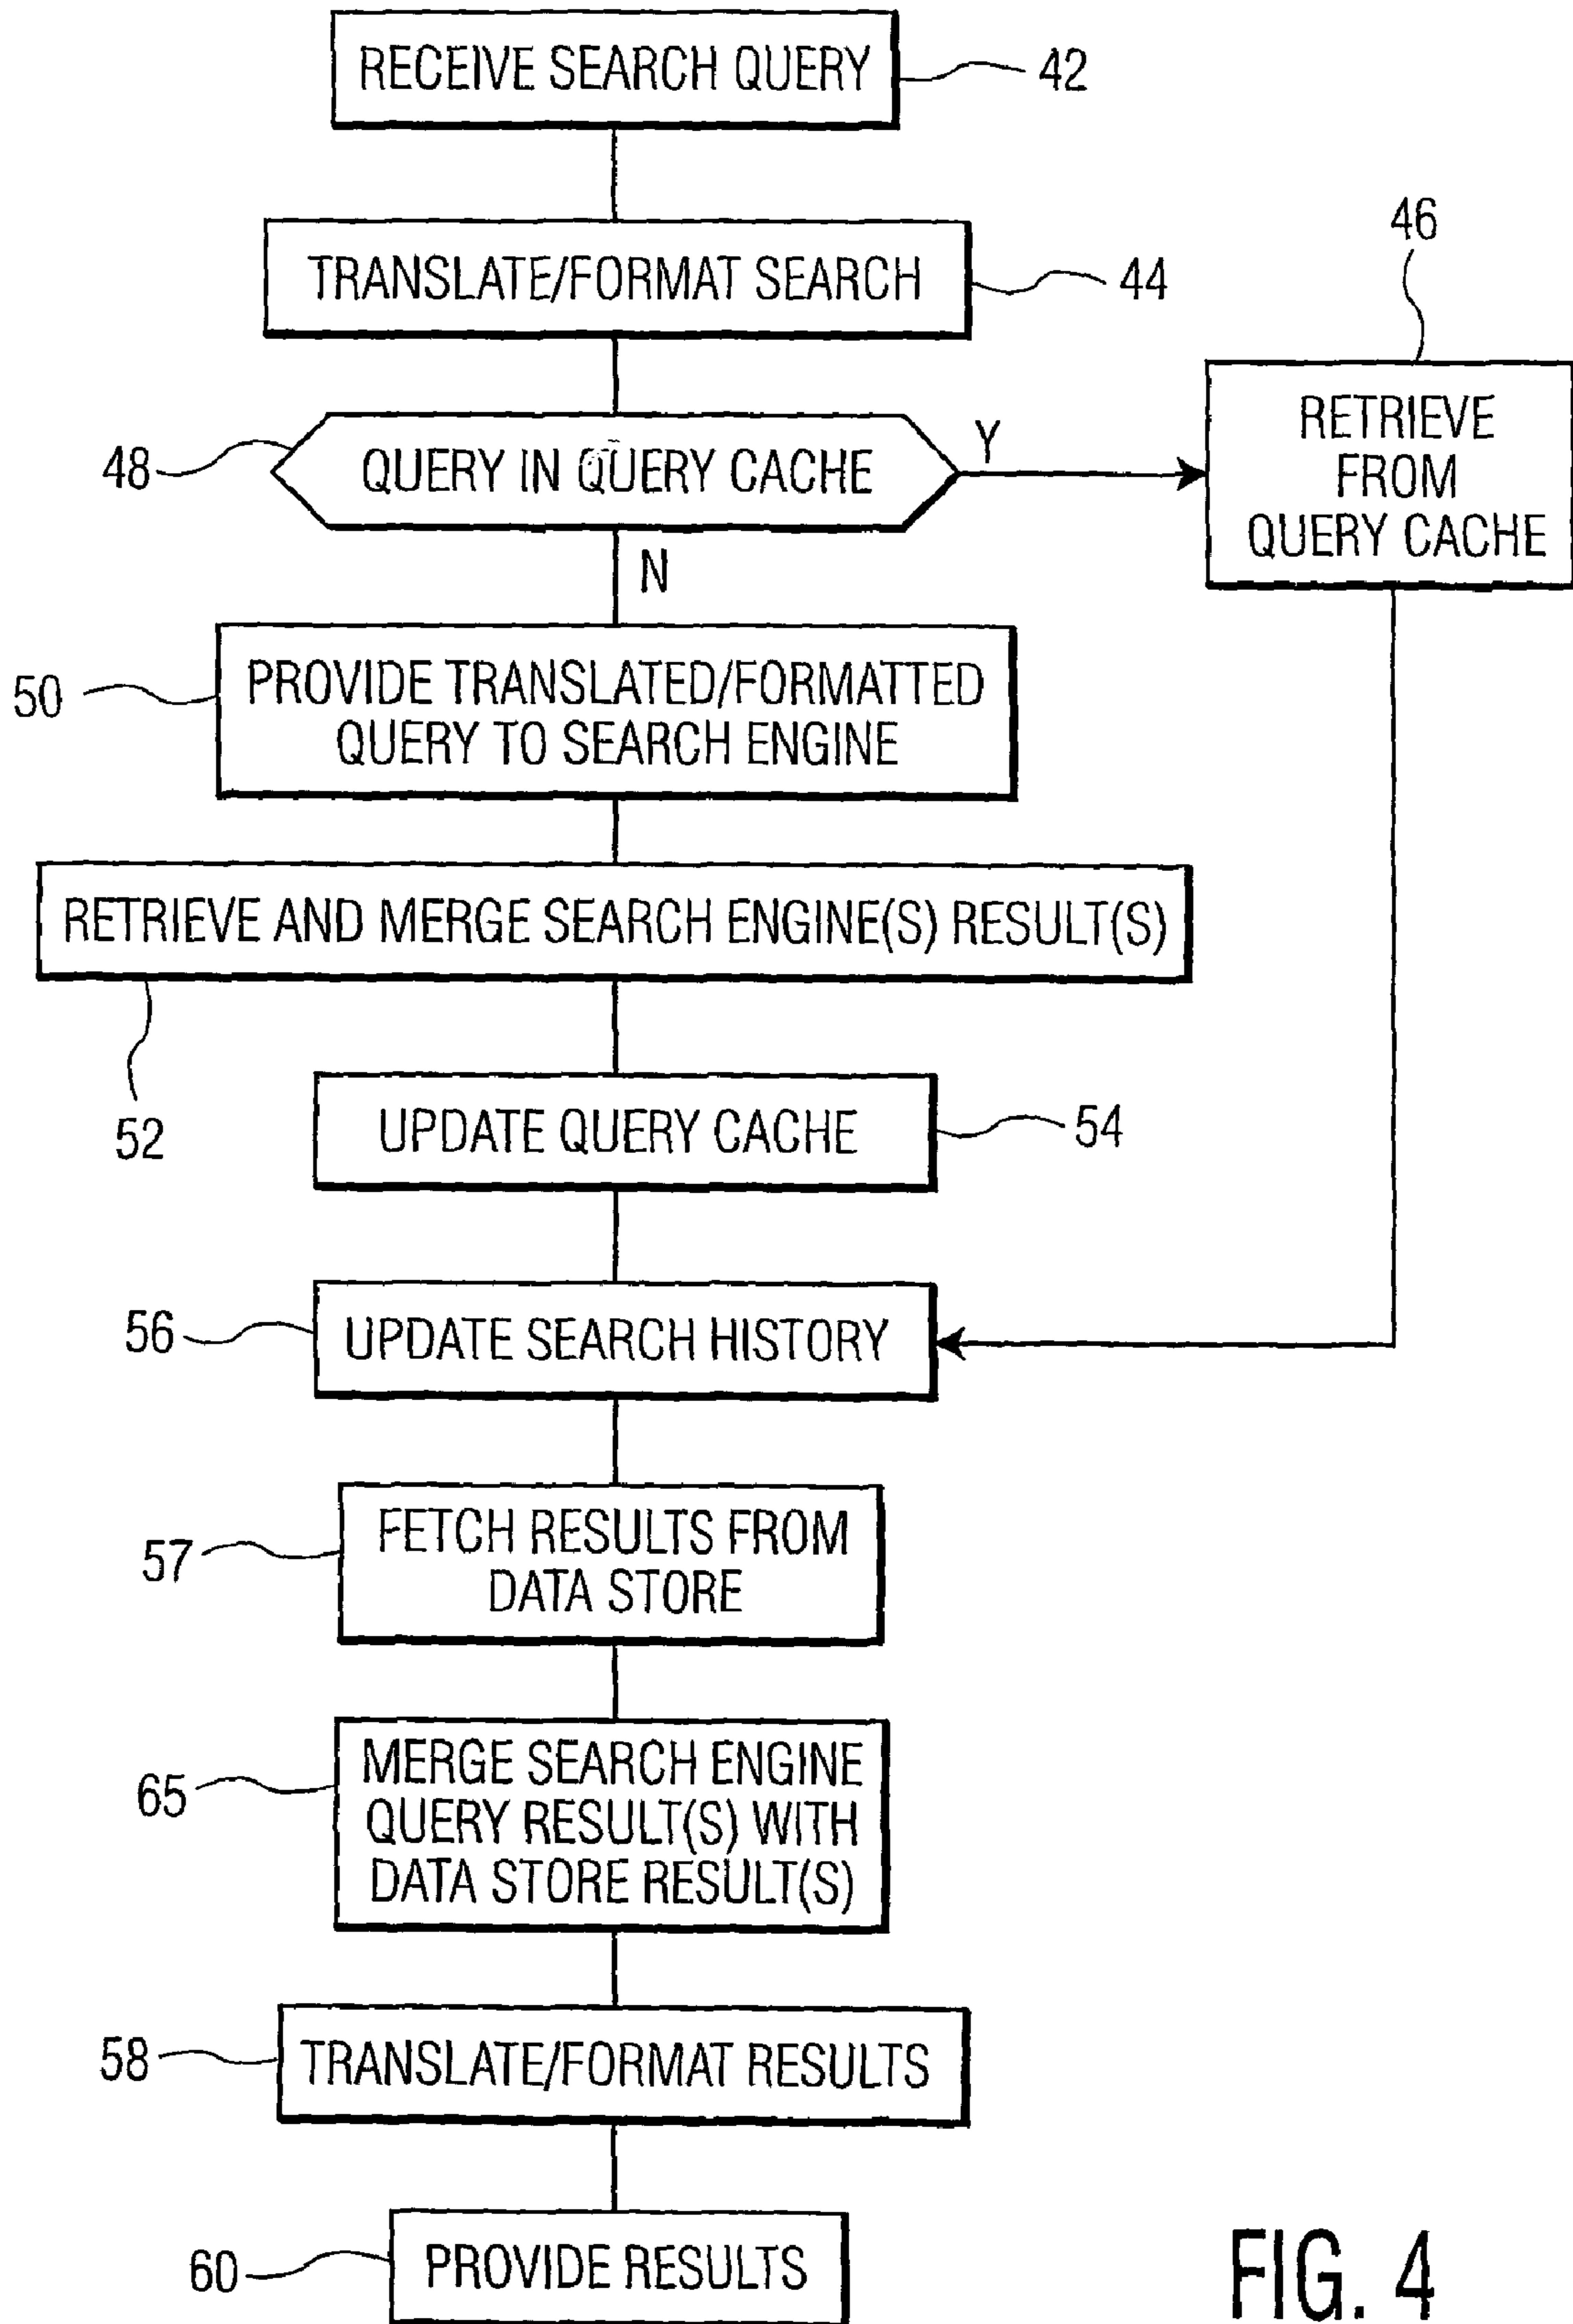 RECEIVE SEARCH QUERY
42
TRANSLATE/FORMAT SEARCH
44
46
48
QUERY IN QUERY CACHE
Y
RETRIEVE
FROM
QUERY CACHE
N
50
PROVIDE TRANSLATED/FORMATTED
QUERY TO SEARCH ENGINE
RETRIEVE AND MERGE SEARCH ENGINE(S) RESULT(S)
52
UPDATE QUERY CACHE
54
56
UPDATE SEARCH HISTORY
57
FETCH RESULTS FROM
DATA STORE
65
MERGE SEARCH ENGINE
QUERY RESULT(S) WITH
DATA STORE RESULT(S)
58
TRANSLATE/FORMAT RESULTS
60
PROVIDE RESULTS
FIG. 4